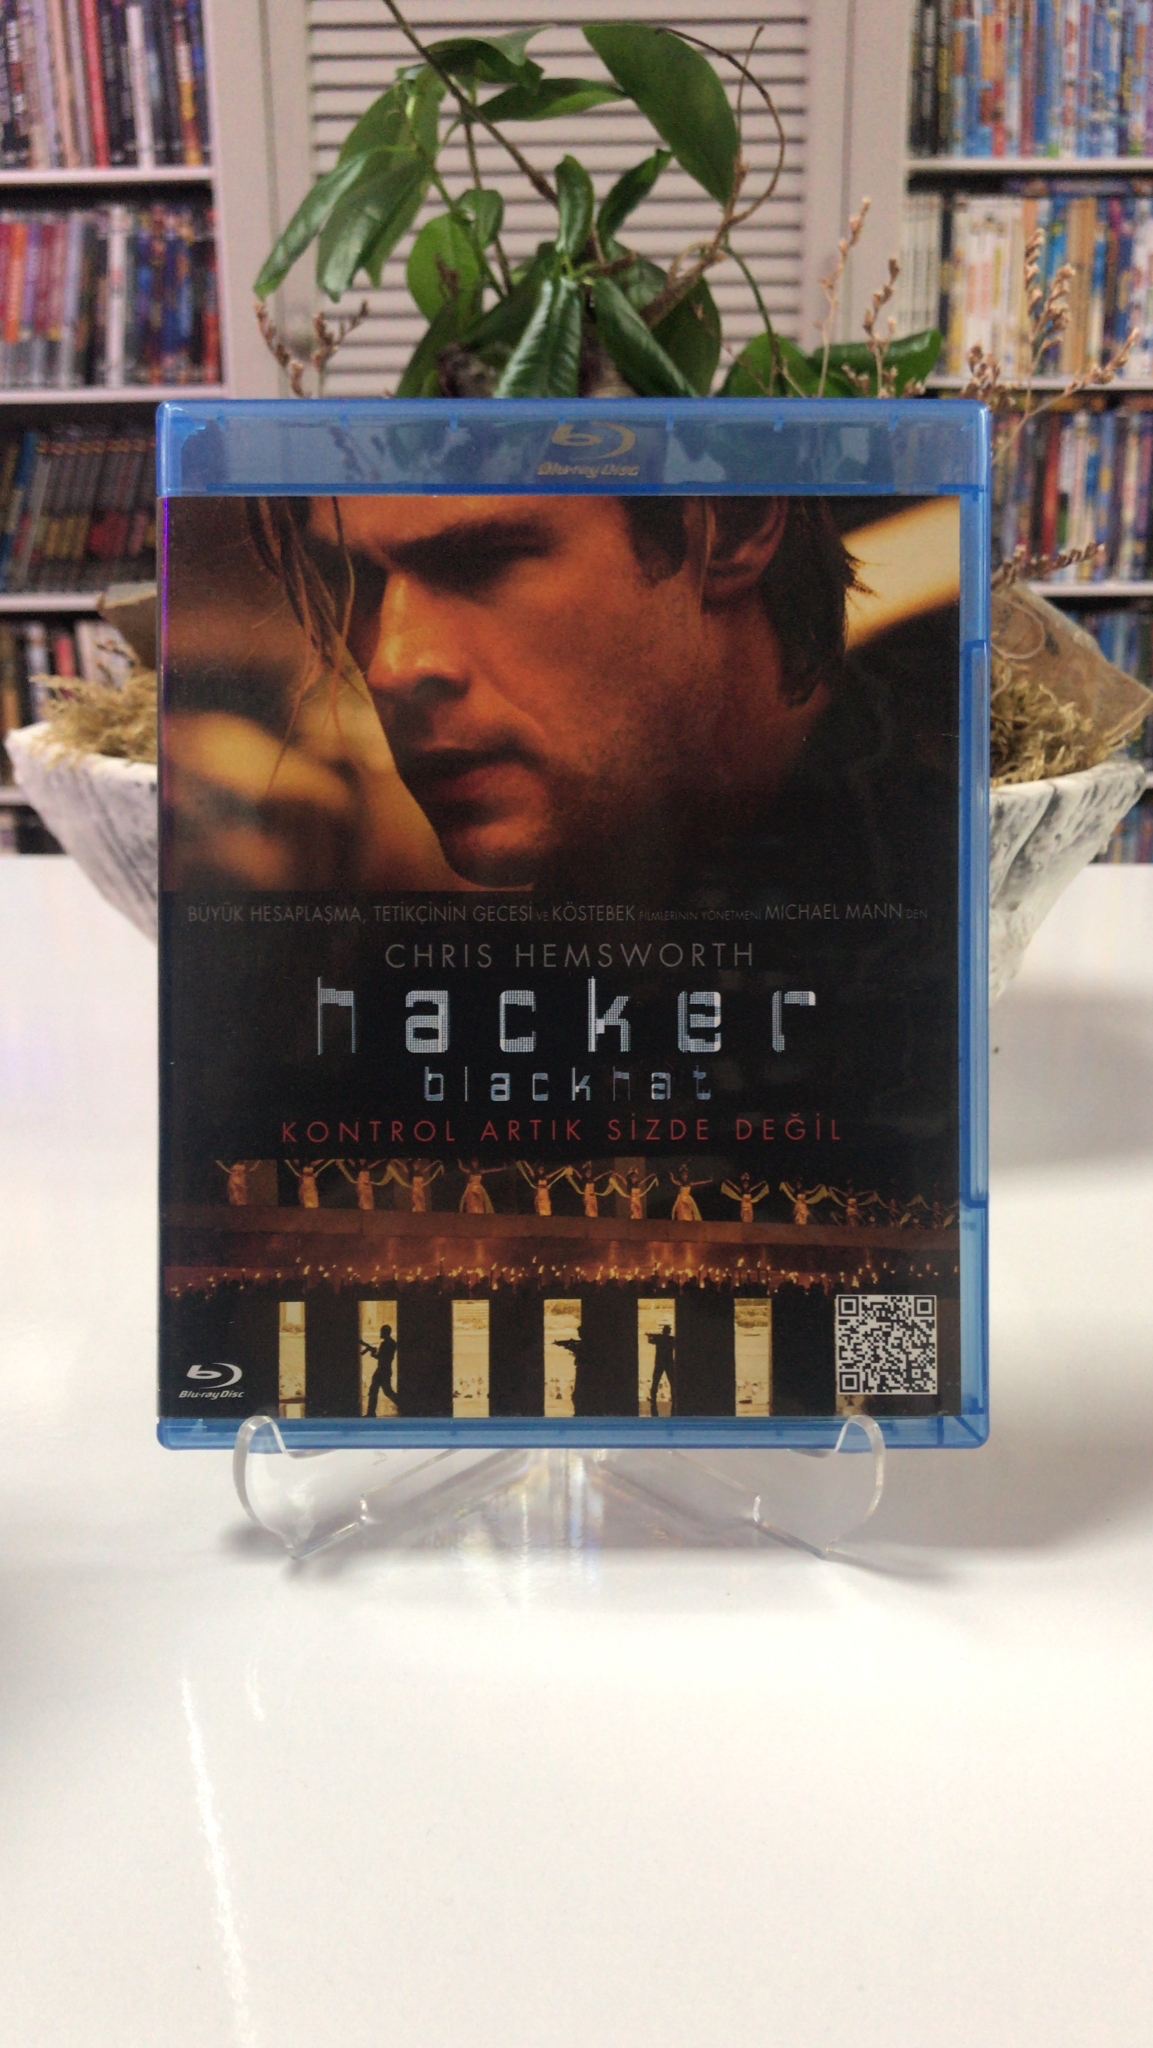 Blu-ray Disc
BÜYÜK HESAPLAŞMA, TETİKÇİNİN GECESİ VE KÖSTEBEK FİLMLERİNİN YÖNETMENİ MICHAEL MANN'DEN
CHRIS HEMSWORTH
hacker
blackhat
KONTROL ARTIK SİZDE DEĞİL
Blu-ray Disc